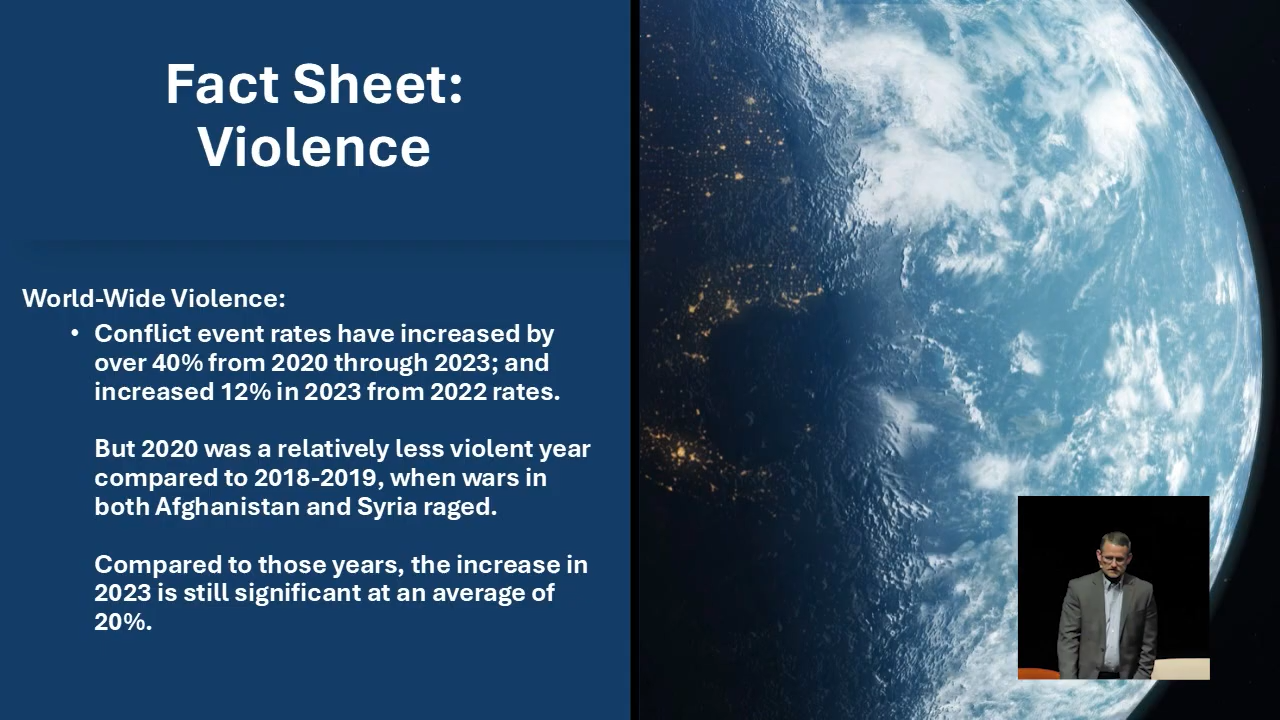 Fact Sheet:
Violence
World-Wide Violence:
• Conflict event rates have increased by
over 40% from 2020 through 2023; and
increased 12% in 2023 from 2022 rates.
But 2020 was a relatively less violent year
compared to 2018-2019, when wars in
both Afghanistan and Syria raged.
Compared to those years, the increase in
2023 is still significant at an average of
20%.